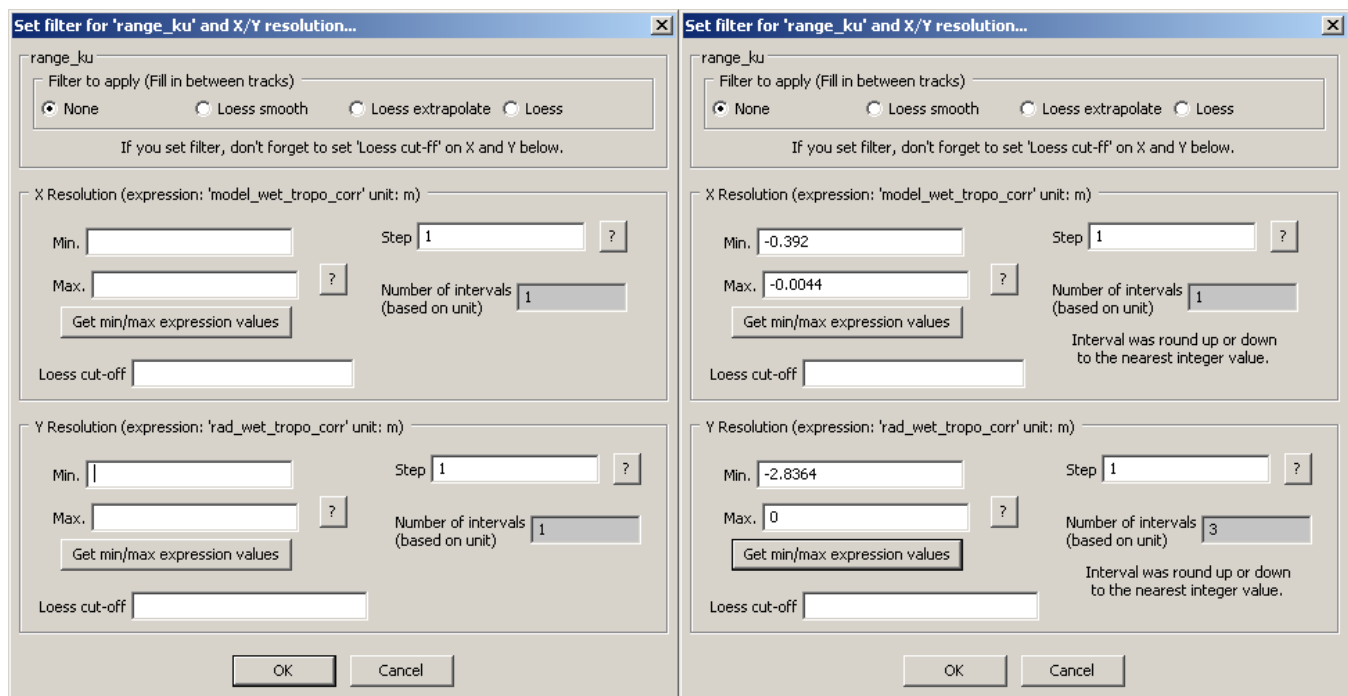 Set filter for 'range_ku' and X/Y resolution...
range_ku
Filter to apply (Fill in between tracks)
None Loess smooth Loess extrapolate Loess
If you set filter, don't forget to set 'Loess cut-ff' on X and Y below.
X Resolution (expression: 'model_wet_tropo_corr' unit: m)
Min. Step 1 ?
Max. ? Number of intervals 1
(based on unit)
Get min/max expression values
Loess cut-off
Y Resolution (expression: 'rad_wet_tropo_corr' unit: m)
Min. Step 1 ?
Max. ? Number of intervals 1
(based on unit)
Get min/max expression values
Loess cut-off
OK Cancel
Set filter for 'range_ku' and X/Y resolution...
range_ku
Filter to apply (Fill in between tracks)
None Loess smooth Loess extrapolate Loess
If you set filter, don't forget to set 'Loess cut-ff' on X and Y below.
X Resolution (expression: 'model_wet_tropo_corr' unit: m)
Min. -0.392 Step 1 ?
Max. -0.0044 ? Number of intervals 1
(based on unit)
Get min/max expression values
Interval was round up or down
to the nearest integer value.
Loess cut-off
Y Resolution (expression: 'rad_wet_tropo_corr' unit: m)
Min. -2.8364 Step 1 ?
Max. 0 ? Number of intervals 3
(based on unit)
Get min/max expression values
Interval was round up or down
to the nearest integer value.
Loess cut-off
OK Cancel